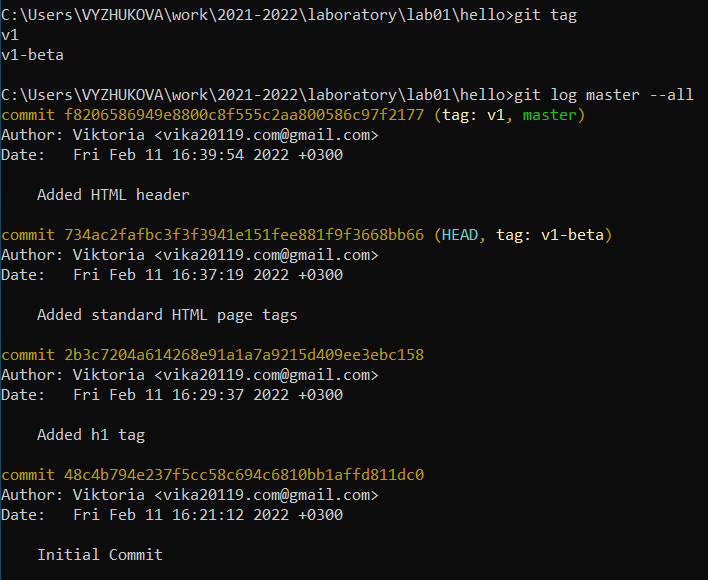 C:\Users\VYZHUKOVA\work\2021-2022\laboratory\lab01\hello>git tag
v1
v1-beta
C:\Users\VYZHUKOVA\work\2021-2022\laboratory\lab01\hello>git log master --all
commit f8206586949e8800c8f555c2aa800586c97f2177 (tag: v1, master)
Author: Viktoria <vika20119.com@gmail.com>
Date:   Fri Feb 11 16:39:54 2022 +0300
    Added HTML header
commit 734ac2fafbc3f3f3941e151fee881f9f3668bb66 (HEAD, tag: v1-beta)
Author: Viktoria <vika20119.com@gmail.com>
Date:   Fri Feb 11 16:37:19 2022 +0300
    Added standard HTML page tags
commit 2b3c7204a614268e91a1a7a9215d409ee3ebc158
Author: Viktoria <vika20119.com@gmail.com>
Date:   Fri Feb 11 16:29:37 2022 +0300
    Added h1 tag
commit 48c4b794e237f5cc58c694c6810bb1affd811dc0
Author: Viktoria <vika20119.com@gmail.com>
Date:   Fri Feb 11 16:21:12 2022 +0300
    Initial Commit